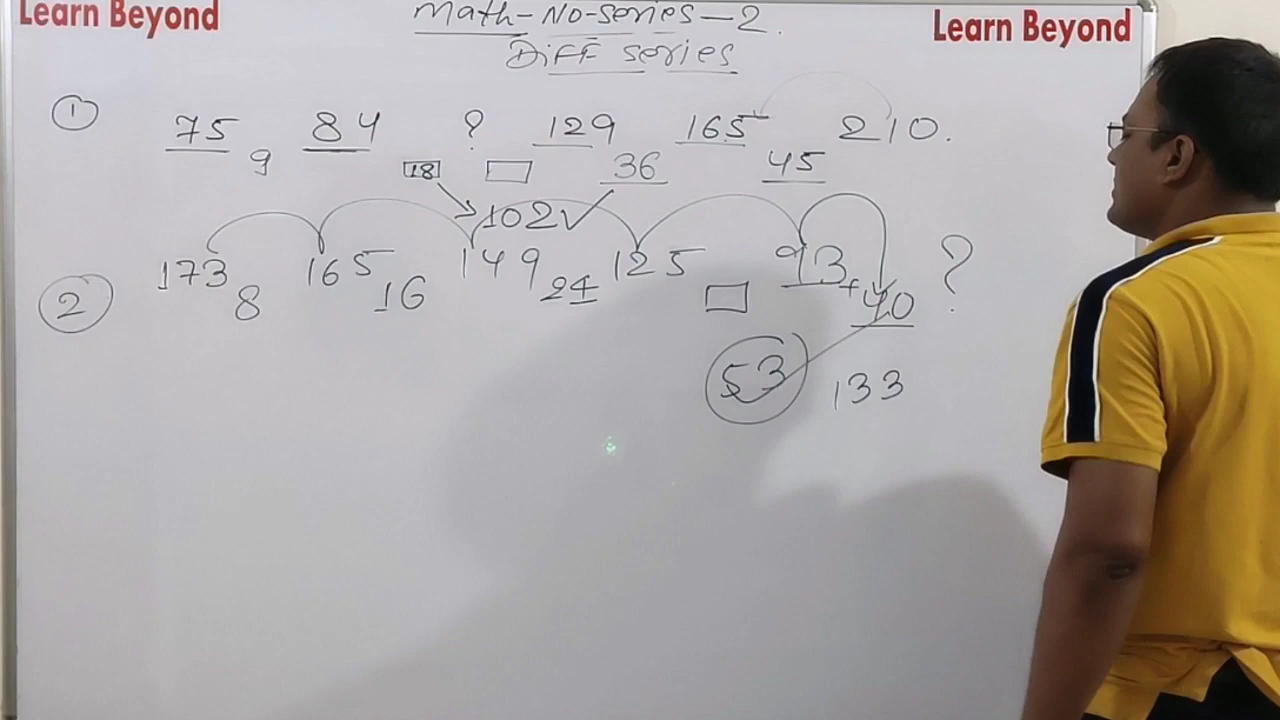 Learn Beyond
Math-No-series-2.
Learn Beyond
Diff series
1 75 84 ? 129 165 210.
9 18 36 45
102✓
2 173 165 149 125 93 ?
8 16 24 +40
53 133